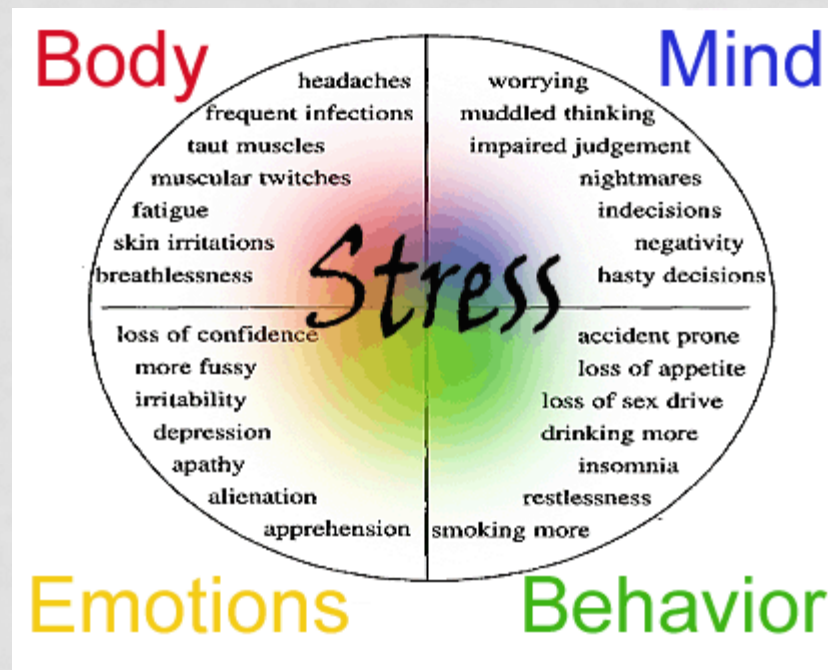 Body
headaches
frequent infections
taut muscles
muscular twitches
fatigue
skin irritations
breathlessness
Mind
worrying
muddled thinking
impaired judgement
nightmares
indecisions
negativity
hasty decisions
Stress
loss of confidence
more fussy
irritability
depression
apathy
alienation
apprehension
Emotions
accident prone
loss of appetite
loss of sex drive
drinking more
insomnia
restlessness
smoking more
Behavior